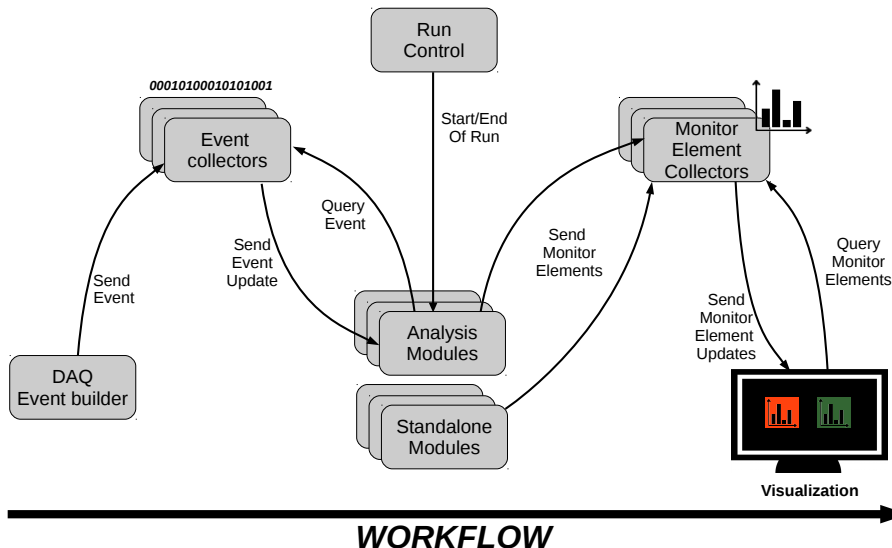 Run
Control
00010100010101001
Event
collectors
Start/End
Of Run
Monitor
Element
Collectors
Query
Event
Send
Event
Update
Send
Monitor
Elements
Query
Monitor
Elements
Send
Event
Send
Monitor
Element
Updates
Analysis
Modules
DAQ
Event builder
Standalone
Modules
Visualization
WORKFLOW